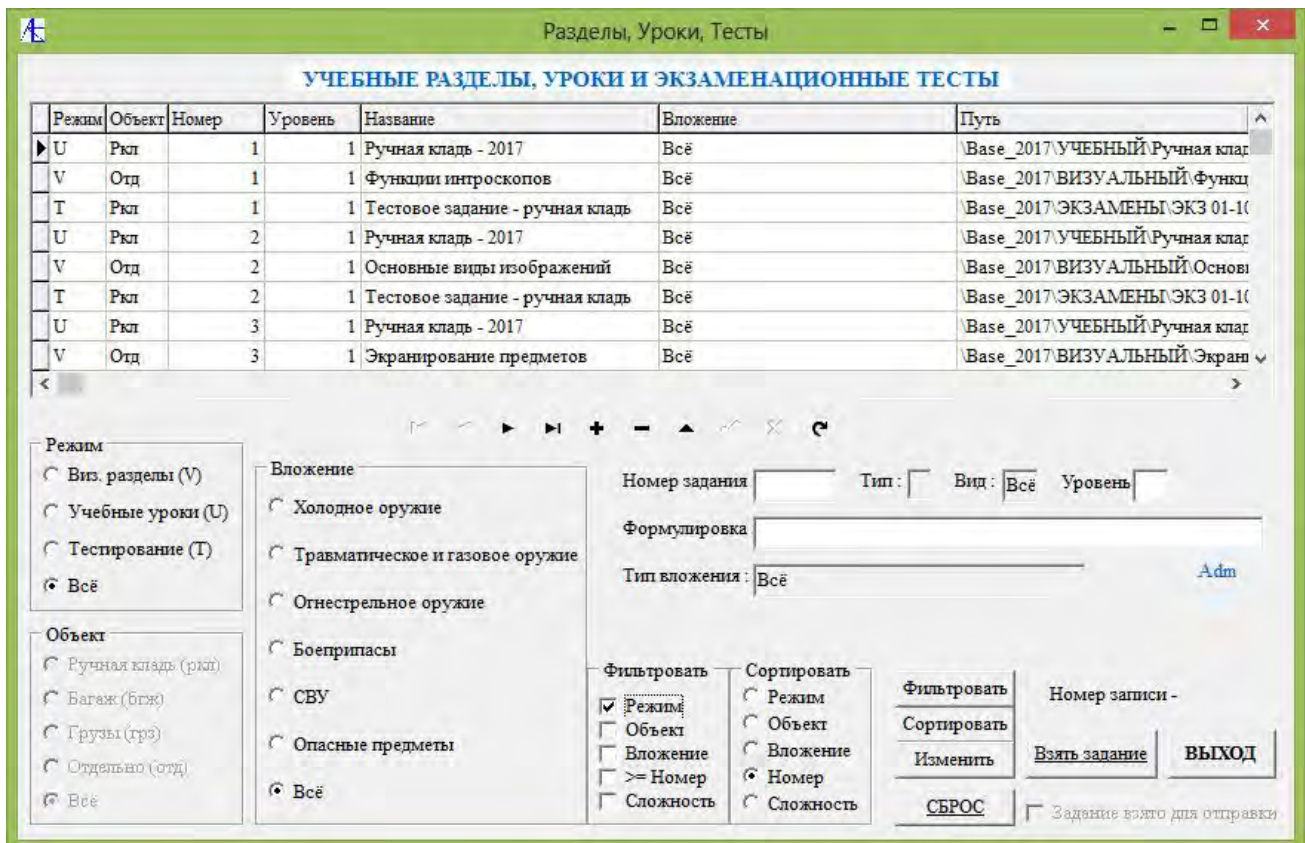 Разделы, Уроки, Тесты
УЧЕБНЫЕ РАЗДЕЛЫ, УРОКИ И ЭКЗАМЕНАЦИОННЫЕ ТЕСТЫ
Режим Объект Номер Уровень Название Вложение Путь
U Ркл 1 1 Ручная кладь - 2017 Всё \Base_2017\УЧЕБНЫЙ\Ручная клад
V Отд 1 1 Функции интроскопов Всё \Base_2017\ВИЗУАЛЬНЫЙ\Функц
T Ркл 1 1 Тестовое задание - ручная кладь Всё \Base_2017\ЭКЗАМЕНЫ\ЭКЗ 01-10
U Ркл 2 1 Ручная кладь - 2017 Всё \Base_2017\УЧЕБНЫЙ\Ручная клад
V Отд 2 1 Основные виды изображений Всё \Base_2017\ВИЗУАЛЬНЫЙ\Основн
T Ркл 2 1 Тестовое задание - ручная кладь Всё \Base_2017\ЭКЗАМЕНЫ\ЭКЗ 01-10
U Ркл 3 1 Ручная кладь - 2017 Всё \Base_2017\УЧЕБНЫЙ\Ручная клад
V Отд 3 1 Экранирование предметов Всё \Base_2017\ВИЗУАЛЬНЫЙ\Экрани
Режим
Виз. разделы (V)
Учебные уроки (U)
Тестирование (T)
Всё
Объект
Ручная кладь (ркл)
Багаж (бгж)
Грузы (грз)
Отдельно (отд)
Всё
Вложение
Холодное оружие
Травматическое и газовое оружие
Огнестрельное оружие
Боеприпасы
СВУ
Опасные предметы
Всё
Номер задания Тип : Вид : Всё Уровень
Формулировка
Тип вложения : Всё
Adm
Фильтровать
Режим
Объект
Вложение
>= Номер
Сложность
Сортировать
Режим
Объект
Вложение
Номер
Сложность
Фильтровать
Сортировать
Изменить
СБРОС
Номер записи -
Взять задание
ВЫХОД
Задание взято для отправки